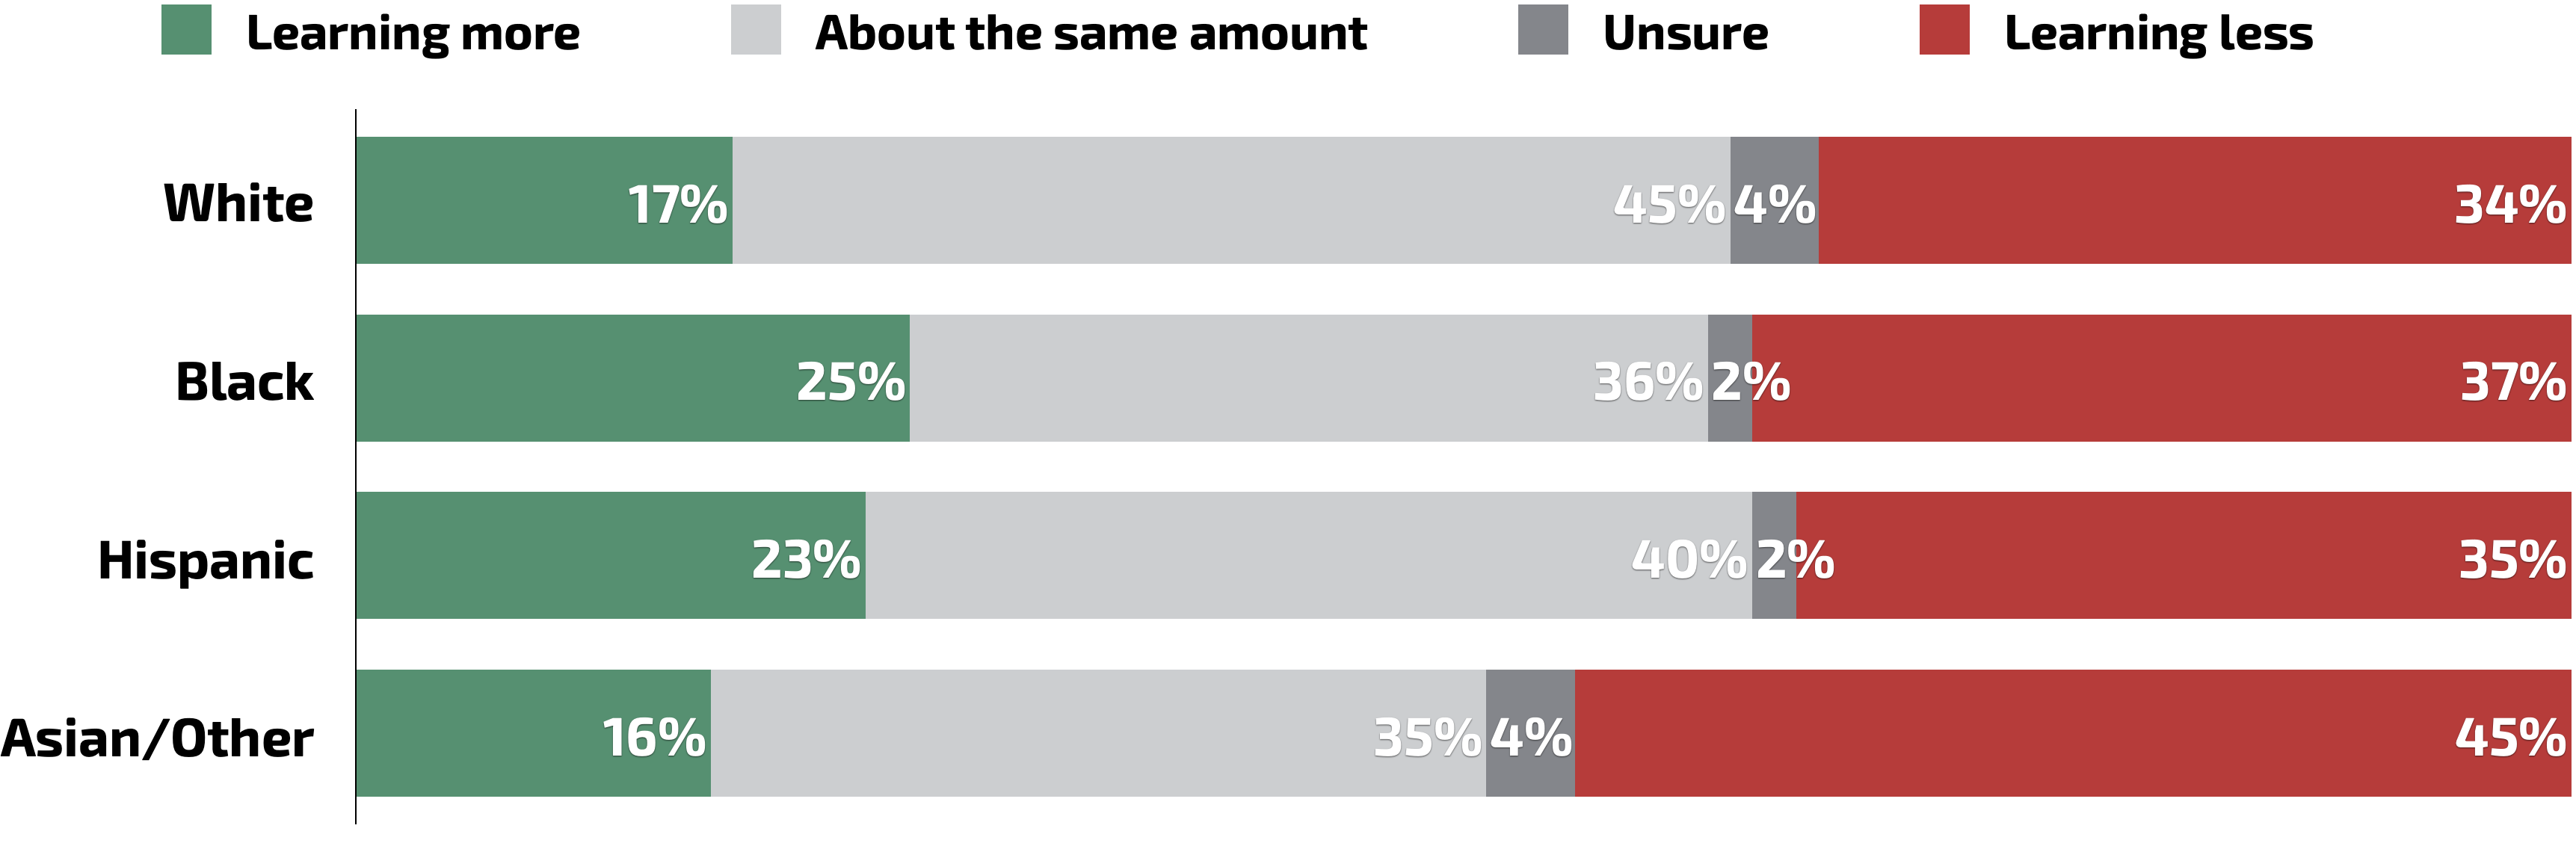 Learning more About the same amount Unsure Learning less
White 17% 45% 4% 34%
Black 25% 36% 2% 37%
Hispanic 23% 40% 2% 35%
Asian/Other 16% 35% 4% 45%